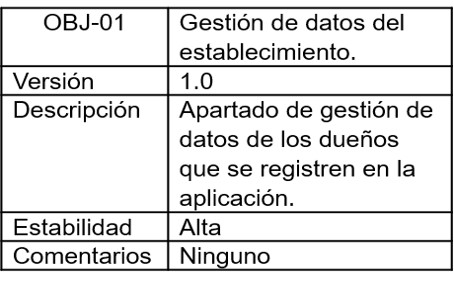 OBJ-01 Gestión de datos del
establecimiento.
Versión 1.0
Descripción Apartado de gestión de
datos de los dueños
que se registren en la
aplicación.
Estabilidad Alta
Comentarios Ninguno